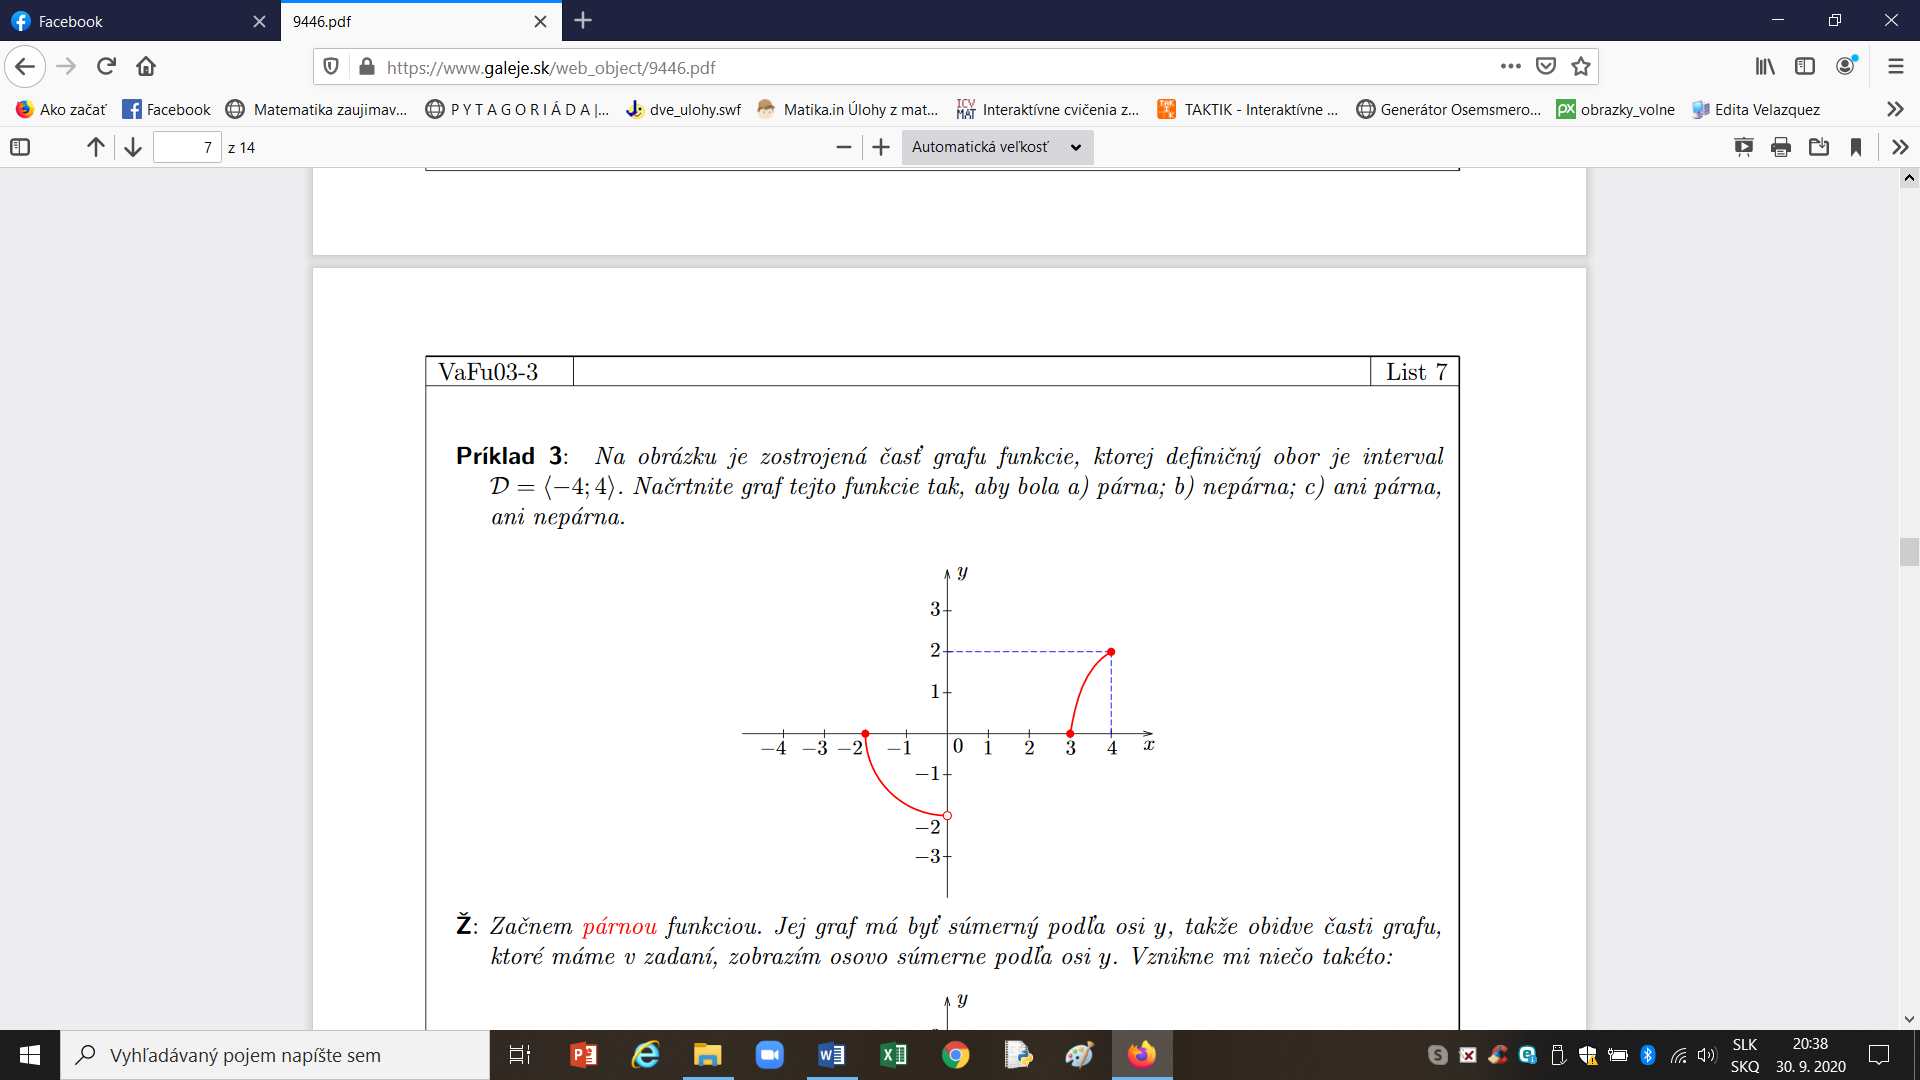 Facebook
9446.pdf
https://www.galeje.sk/web_object/9446.pdf
Ako začať
Facebook
Matematika zaujimav...
P Y T A G O R I Á D A |...
dve_ulohy.swf
Matika.in Úlohy z mat...
ICV MAT
Interaktívne cvičenia z...
TAKTIK - Interaktívne ...
Generátor Osemsmero...
px
obrazky_volne
Edita Velazquez
7
z 14
Automatická veľkosť
VaFu03-3
List 7
Príklad 3: Na obrázku je zostrojená časť grafu funkcie, ktorej definičný obor je interval
D = ⟨−4; 4⟩. Načrtnite graf tejto funkcie tak, aby bola a) párna; b) nepárna; c) ani párna,
ani nepárna.
y
3
2
1
−4 −3 −2 −1 0 1 2 3 4 x
−1
−2
−3
Ž: Začnem párnou funkciou. Jej graf má byť súmerný podľa osi y, takže obidve časti grafu,
ktoré máme v zadaní, zobrazím osovo súmerne podľa osi y. Vznikne mi niečo takéto:
y
Vyhľadávaný pojem napíšte sem
SLK
SKQ
20:38
30. 9. 2020